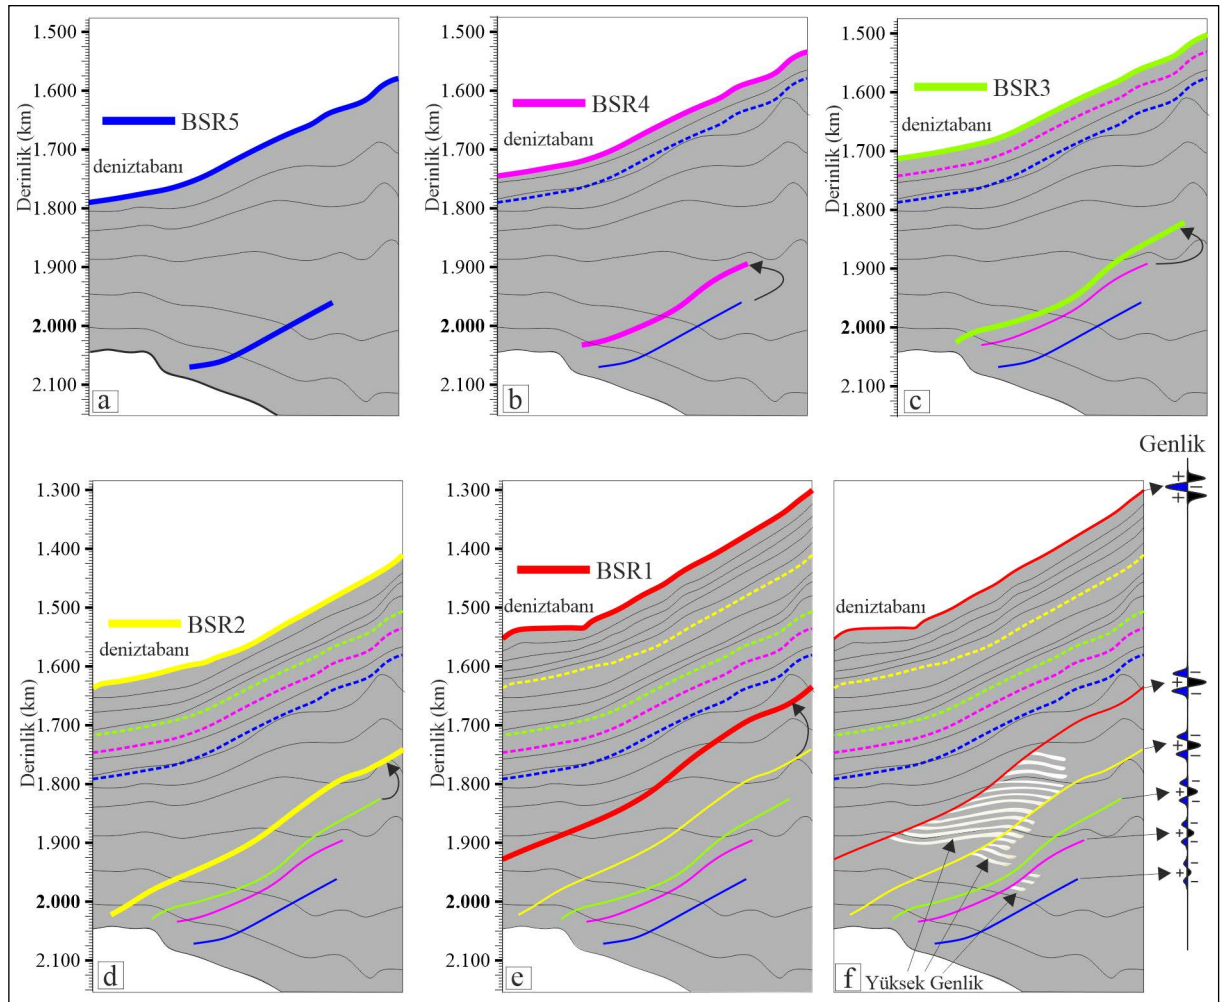 1.500
1.600
1.700
1.800
1.900
2.000
2.100
Derinlik (km)
BSR5
deniztabanı
a
1.500
1.600
1.700
1.800
1.900
2.000
2.100
Derinlik (km)
BSR4
deniztabanı
b
1.500
1.600
1.700
1.800
1.900
2.000
2.100
Derinlik (km)
BSR3
deniztabanı
c
1.300
1.400
1.500
1.600
1.700
1.800
1.900
2.000
2.100
Derinlik (km)
BSR2
deniztabanı
d
1.300
1.400
1.500
1.600
1.700
1.800
1.900
2.000
2.100
Derinlik (km)
BSR1
deniztabanı
e
deniztabanı
Yüksek Genlik
f
Genlik
+
−
+
−
+
−
−
+
−
−
+
−
−
+
−
−
+
−